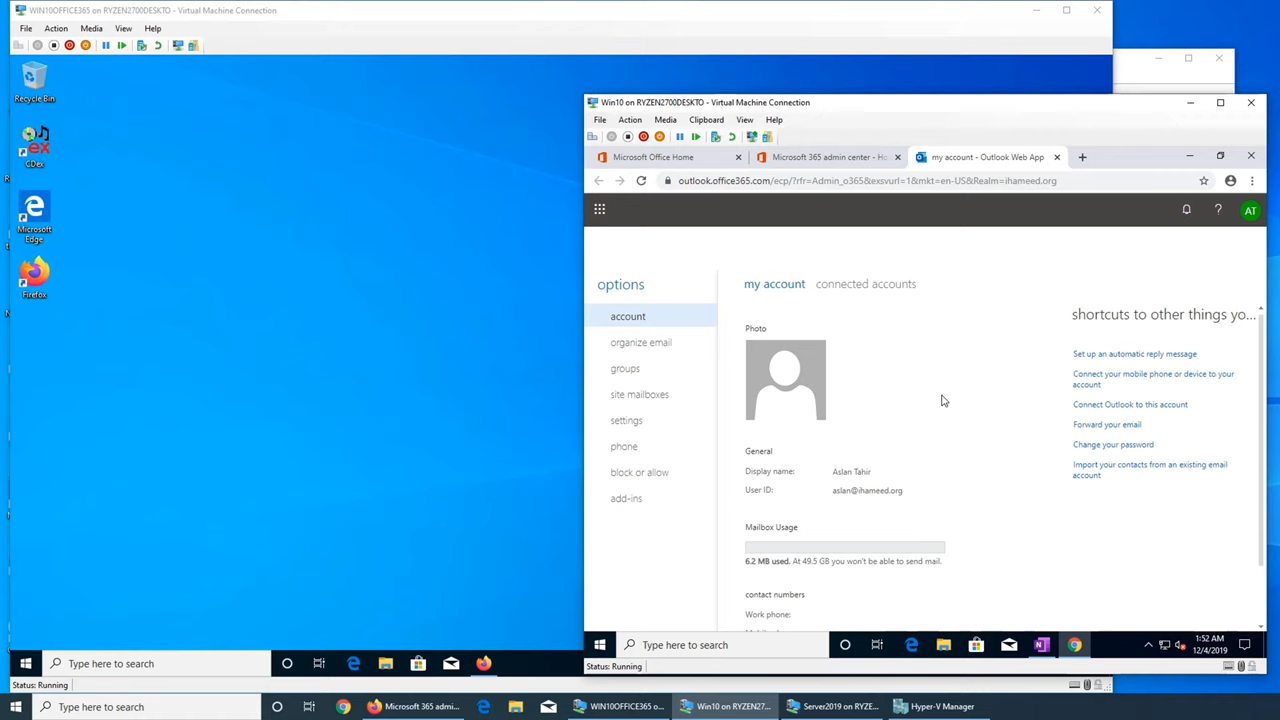 WIN10OFFICE365 on RYZEN2700DESKTO - Virtual Machine Connection
File Action Media View Help
Recycle Bin
CDex
Microsoft
Edge
Firefox
Win10 on RYZEN2700DESKTO - Virtual Machine Connection
File Action Media Clipboard View Help
Microsoft Office Home
Microsoft 365 admin center - Ho
my account - Outlook Web App
outlook.office365.com/ecp/?rfr=Admin_o365&exsvurl=1&mkt=en-US&Realm=ihameed.org
AT
options
my account connected accounts
account
organize email
groups
site mailboxes
settings
phone
block or allow
add-ins
Photo
General
Display name: Aslan Tahir
User ID: aslan@ihameed.org
Mailbox Usage
6.2 MB used. At 49.5 GB you won't be able to send mail.
contact numbers
Work phone:
shortcuts to other things yo...
Set up an automatic reply message
Connect your mobile phone or device to your
account
Connect Outlook to this account
Forward your email
Change your password
Import your contacts from an existing email
account
Type here to search
1:52 AM
12/4/2019
Status: Running
Type here to search
Status: Running
Type here to search
Microsoft 365 admi...
WIN10OFFICE365 o...
Win10 on RYZEN27...
Server2019 on RYZE...
Hyper-V Manager